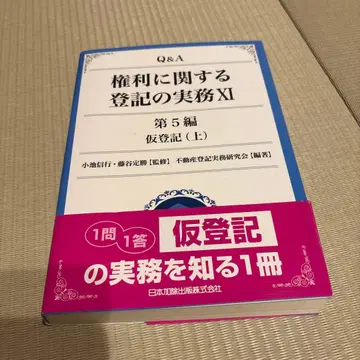 Q&A
権利に関する
登記の実務XI
第5編
仮登記(上)
小池信行・藤谷定勝【監修】 不動産登記実務研究会【編著】
1問
1答
仮登記
の実務を知る1冊
日本加除出版株式会社